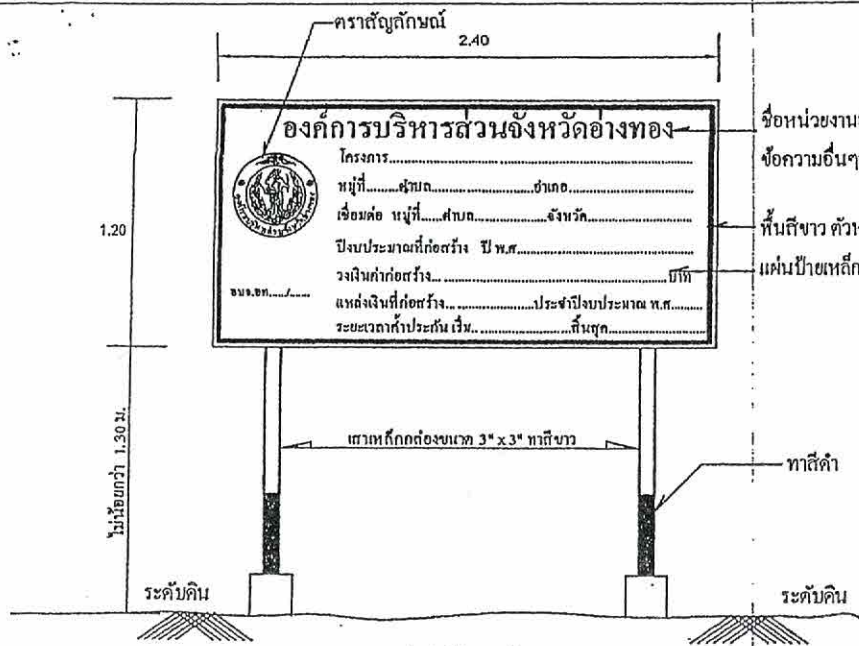 ตราสัญลักษณ์
2.40
องค์การบริหารส่วนจังหวัดอ่างทอง
ชื่อหน่วยงาน
ข้อความอื่นๆ
โครงการ..........
หมู่ที่........ตำบล..........อำเภอ..........
เชื่อมต่อ หมู่ที่.....ตำบล..........จังหวัด..........
ปีงบประมาณที่ก่อสร้าง ปี พ.ศ..........
พื้นสีขาว
วงเงินค่าก่อสร้าง..........บาท
แผ่นป้ายเหล็ก
อบจ.อท...../......
แหล่งเงินที่ก่อสร้าง..........ประจำปีงบประมาณ พ.ศ........
ระยะเวลาค้ำประกัน เริ่ม..........สิ้นสุด..........
1.20
เสาเหล็กกล่องขนาด 3" x 3" ทาสีขาว
ทาสีดำ
ไม่น้อยกว่า 1.30 ม.
ระดับดิน
ระดับดิน